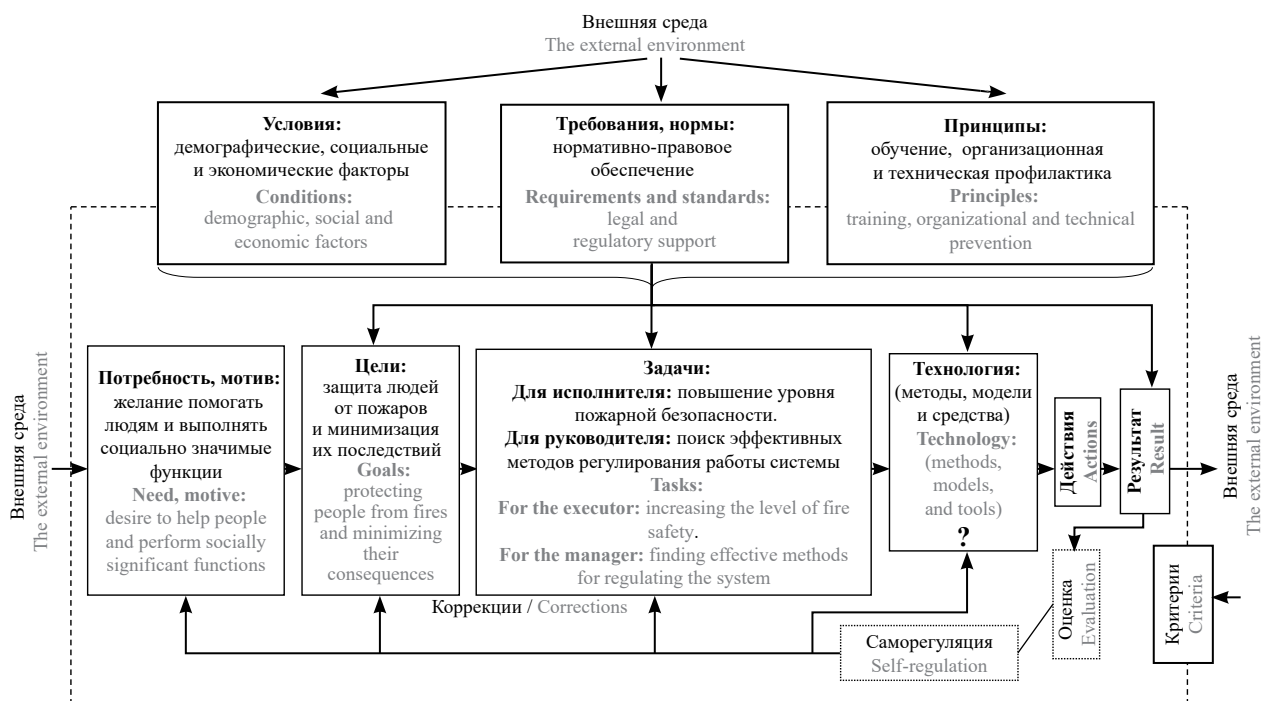 Внешняя среда
The external environment
Условия:
демографические, социальные
и экономические факторы
Conditions:
demographic, social and
economic factors
Требования, нормы:
нормативно-правовое
обеспечение
Requirements and standards:
legal and
regulatory support
Принципы:
обучение, организационная
и техническая профилактика
Principles:
training, organizational and technical
prevention
Внешняя среда
The external environment
Потребность, мотив:
желание помогать
людям и выполнять
социально значимые
функции
Need, motive:
desire to help people
and perform socially
significant functions
Цели:
защита людей
от пожаров
и минимизация
их последствий
Goals:
protecting
people from fires
and minimizing
their
consequences
Задачи:
Для исполнителя: повышение уровня
пожарной безопасности.
Для руководителя: поиск эффективных
методов регулирования работы системы
Tasks:
For the executor: increasing the level of fire
safety.
For the manager: finding effective methods
for regulating the system
Технология:
(методы, модели
и средства)
Technology:
(methods,
models,
and tools)
?
Действия
Actions
Результат
Result
Внешняя среда
The external environment
Коррекции / Corrections
Саморегуляция
Self-regulation
Оценка
Evaluation
Критерии
Criteria